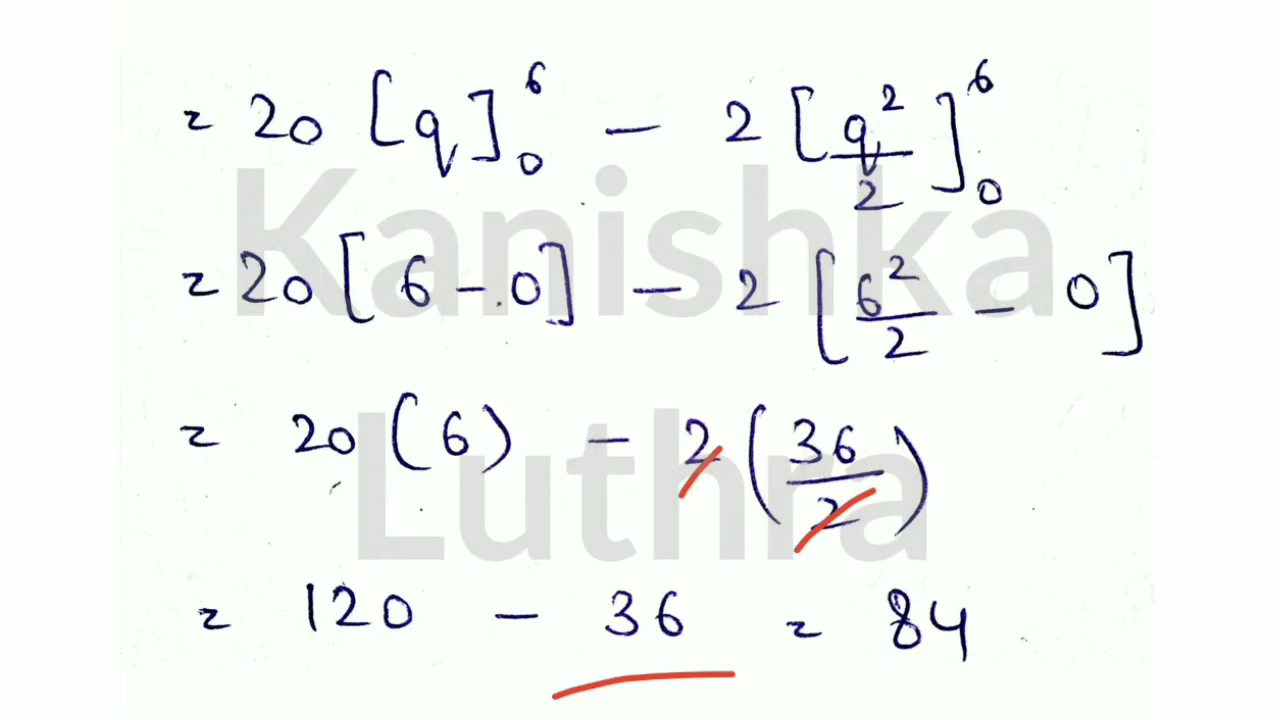 = 20 [q]₀⁶ - 2 [q²/2]₀⁶
= 20 [6 - 0] - 2 [6²/2 - 0]
= 20 (6) - 2 (36/2)
= 120 - 36 = 84
Kanishka
Luthra